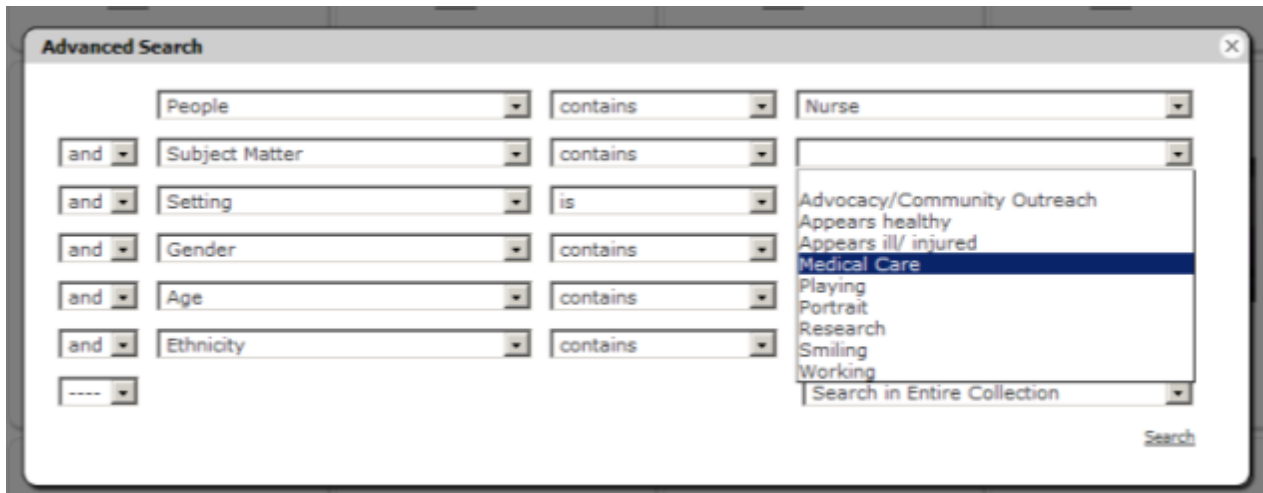 Advanced Search
People contains Nurse
and Subject Matter contains
and Setting is
Advocacy/Community Outreach
Appears healthy
and Gender contains
Appears ill/ injured
Medical Care
and Age contains
Playing
Portrait
Research
and Ethnicity contains
Smiling
Working
---- Search in Entire Collection
Search